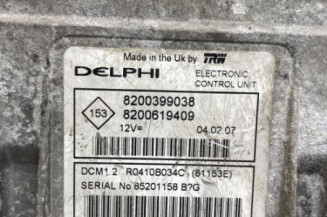 Made in the Uk by TRW
DELPHI ELECTRONIC CONTROL UNIT
153
8200399038
8200619409
12V= 04.02.07
DCM1.2 R0410B034C (81153E)
SERIAL No 65201158 B7G